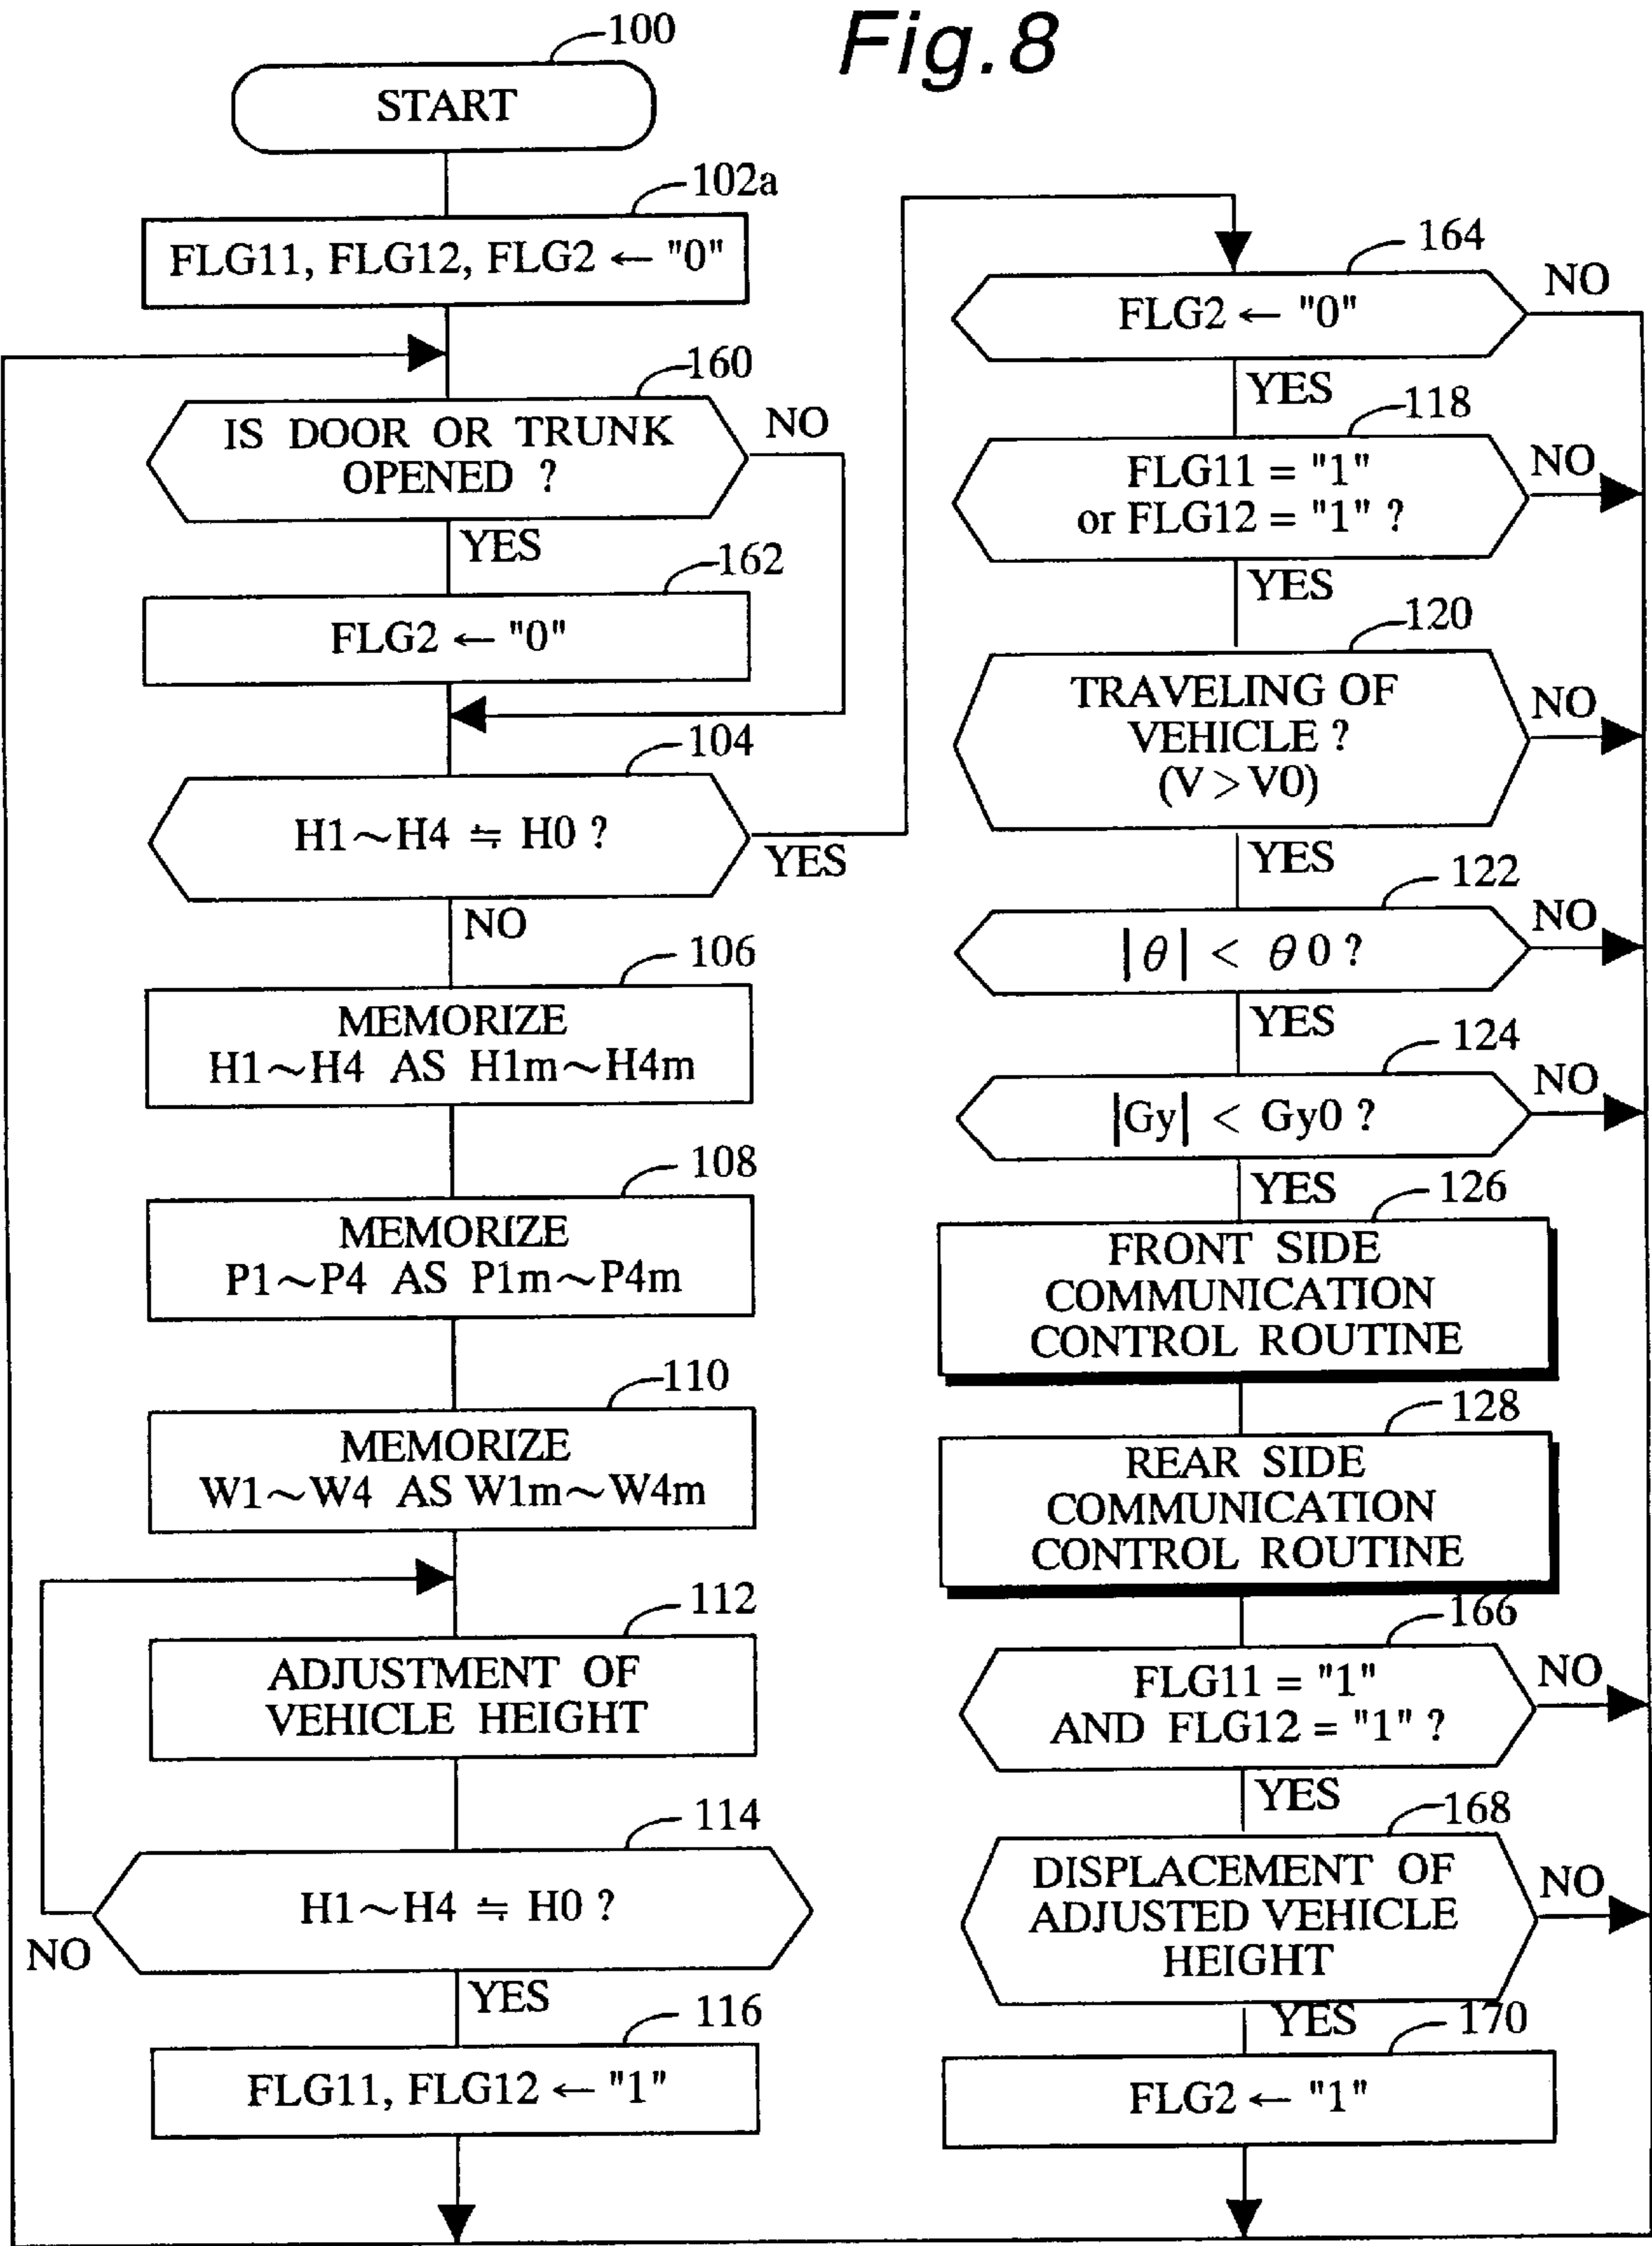 Fig.8
100
START
102a
FLG11, FLG12, FLG2 ← "0"
160
IS DOOR OR TRUNK
OPENED ?
NO
YES
162
FLG2 ← "0"
104
H1~H4 ≒ H0 ?
YES
NO
106
MEMORIZE
H1~H4 AS H1m~H4m
108
MEMORIZE
P1~P4 AS P1m~P4m
110
MEMORIZE
W1~W4 AS W1m~W4m
112
ADJUSTMENT OF
VEHICLE HEIGHT
114
H1~H4 ≒ H0 ?
NO
YES
116
FLG11, FLG12 ← "1"
164
FLG2 ← "0"
NO
YES
118
FLG11 = "1"
or FLG12 = "1" ?
NO
YES
120
TRAVELING OF
VEHICLE ?
(V > V0)
NO
YES
122
|θ| < θ0 ?
NO
YES
124
|Gy| < Gy0 ?
NO
YES
126
FRONT SIDE
COMMUNICATION
CONTROL ROUTINE
128
REAR SIDE
COMMUNICATION
CONTROL ROUTINE
166
FLG11 = "1"
AND FLG12 = "1" ?
NO
YES
168
DISPLACEMENT OF
ADJUSTED VEHICLE
HEIGHT
NO
YES
170
FLG2 ← "1"